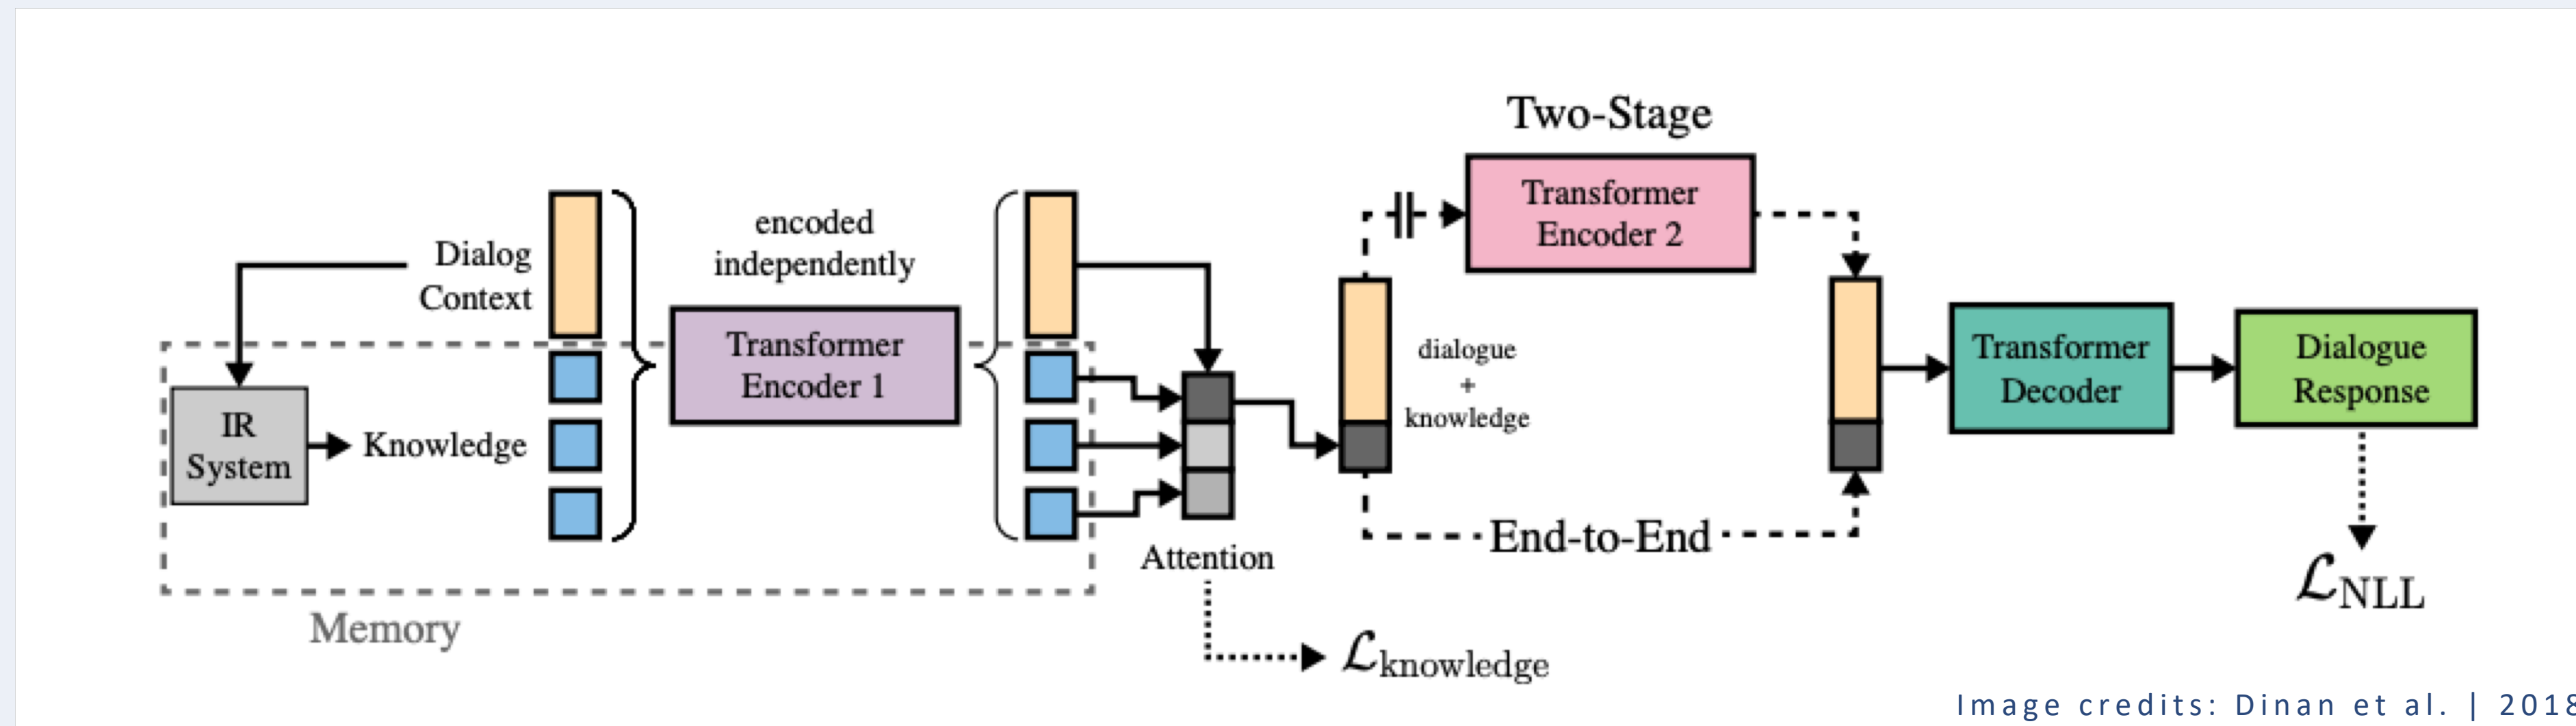 Two-Stage
Transformer
Encoder 2
Dialog
Context
encoded
independently
Transformer
Encoder 1
dialogue
+
knowledge
Transformer
Decoder
Dialogue
Response
IR
System
Knowledge
End-to-End
Attention
Memory
ℒknowledge
ℒNLL
Image credits: Dinan et al. | 2018